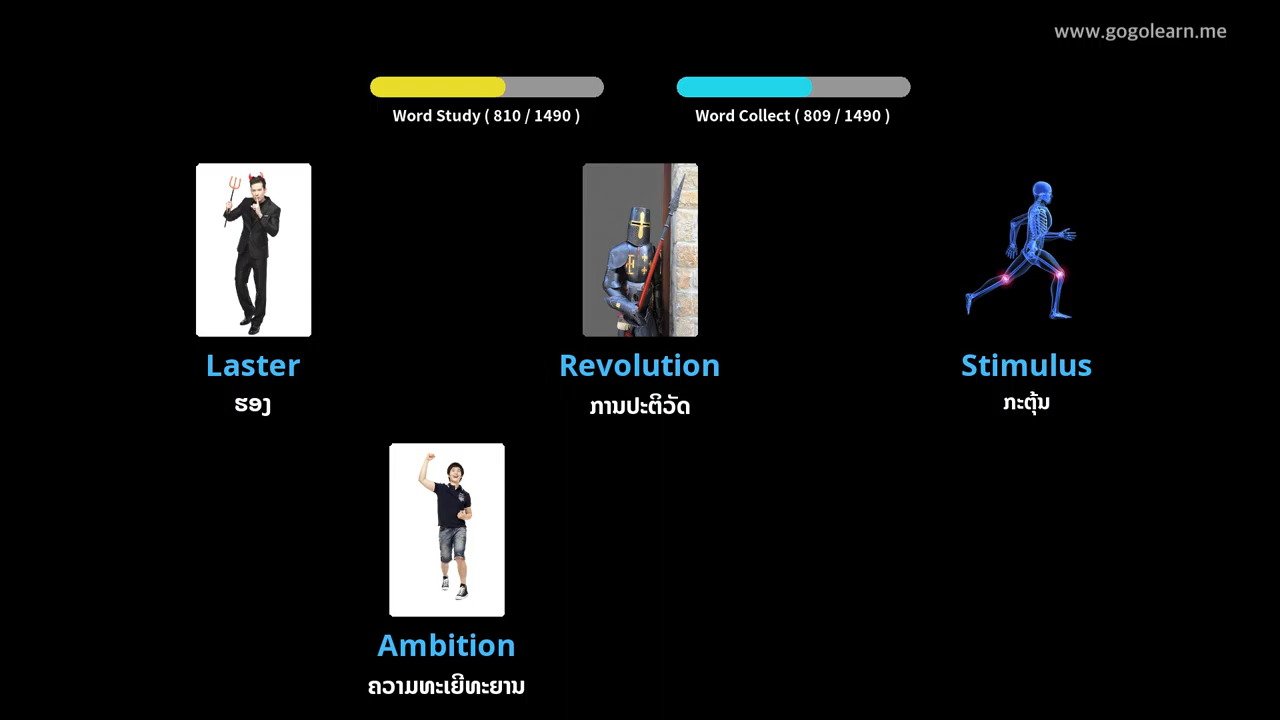 www.gogolearn.me
Word Study ( 810 / 1490 )
Word Collect ( 809 / 1490 )
Laster
ຮອງ
Revolution
ການປະຕິວັດ
Stimulus
ກະຕຸ້ນ
Ambition
ຄວາມທະເຍີທະຍານ